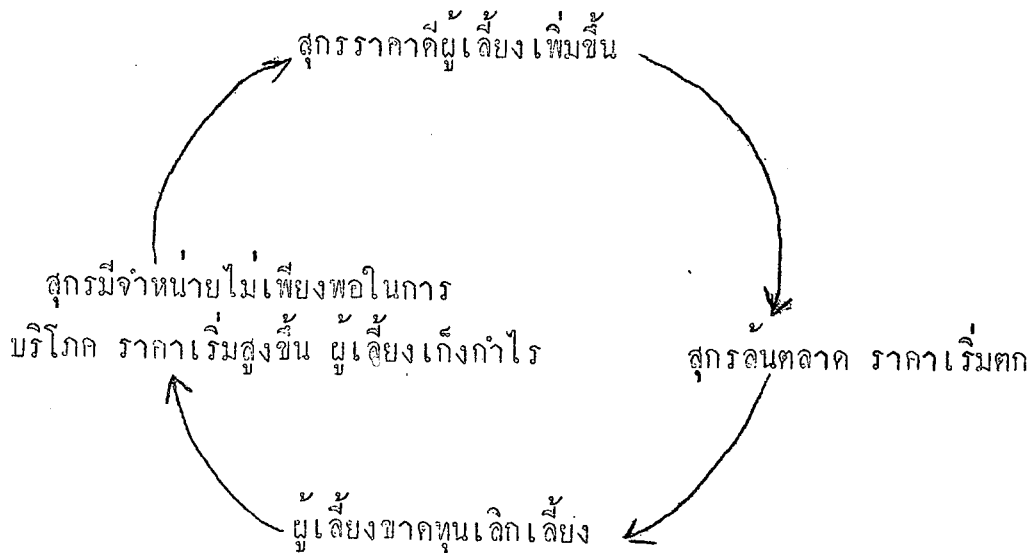 สุกรราคาดีผู้เลี้ยงเพิ่มขึ้น
สุกรล้นตลาด ราคาเริ่มตก
ผู้เลี้ยงขาดทุนเลิกเลี้ยง
สุกรมีจำหน่ายไม่เพียงพอในการ
บริโภค ราคาเริ่มสูงขึ้น ผู้เลี้ยงเก็งกำไร